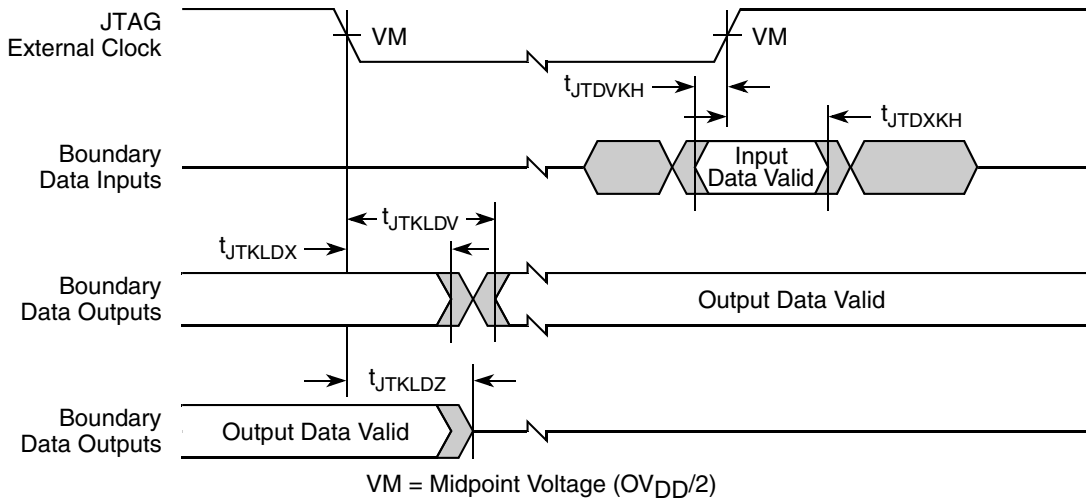 JTAG
External Clock
VM
VM
tJTDVKH
tJTDXKH
Boundary
Data Inputs
Input
Data Valid
tJTKLDV
tJTKLDX
Boundary
Data Outputs
Output Data Valid
tJTKLDZ
Boundary
Data Outputs
Output Data Valid
VM = Midpoint Voltage (OVDD/2)